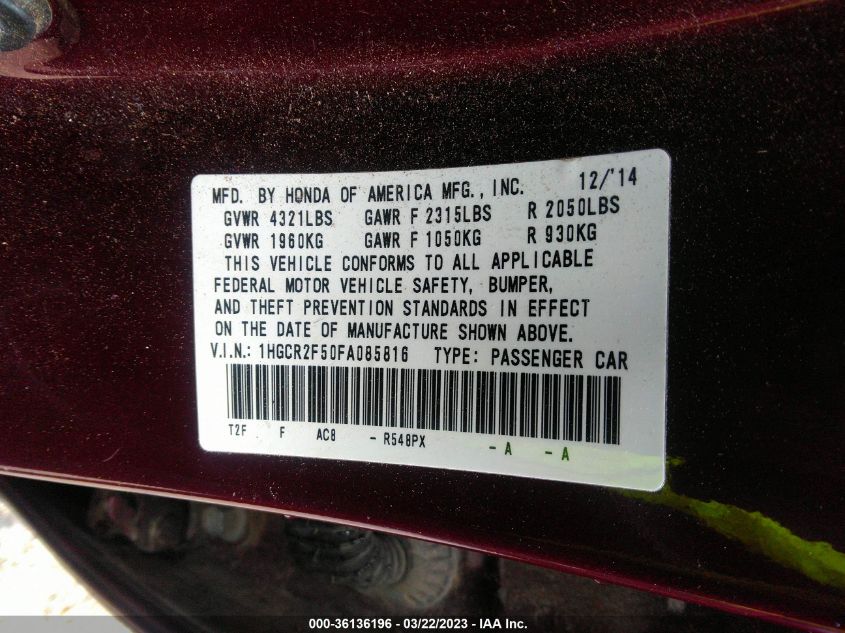 MFD. BY HONDA OF AMERICA MFG., INC. 12/'14
GVWR 4321LBS GAWR F 2315LBS R 2050LBS
GVWR 1960KG GAWR F 1050KG R 930KG
THIS VEHICLE CONFORMS TO ALL APPLICABLE
FEDERAL MOTOR VEHICLE SAFETY, BUMPER,
AND THEFT PREVENTION STANDARDS IN EFFECT
ON THE DATE OF MANUFACTURE SHOWN ABOVE.
V.I.N.: 1HGCR2F50FA085816 TYPE: PASSENGER CAR
T2F F AC8 - R548PX - A - A
000-36136196 - 03/22/2023 - IAA Inc.